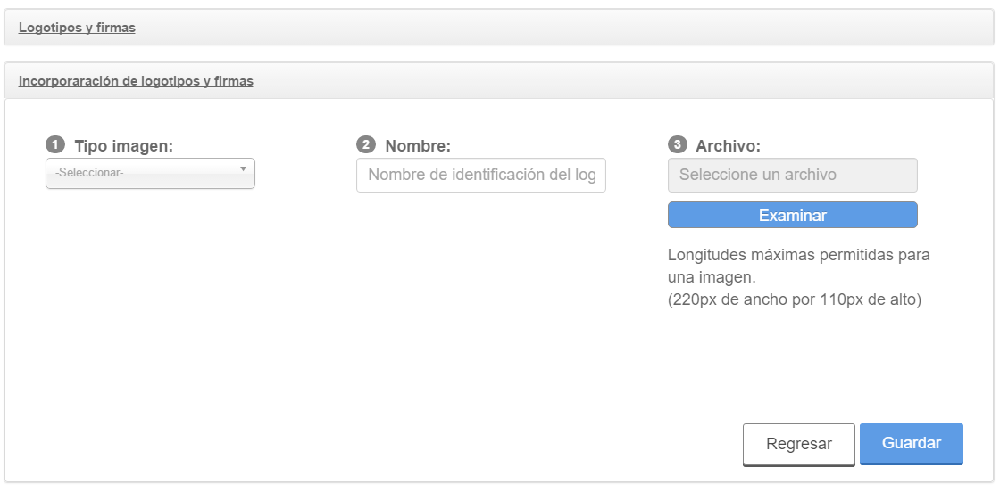 Logotipos y firmas
Incorporaración de logotipos y firmas
1 Tipo imagen:
-Seleccionar-
2 Nombre:
Nombre de identificación del log
3 Archivo:
Seleccione un archivo
Examinar
Longitudes máximas permitidas para
una imagen.
(220px de ancho por 110px de alto)
Regresar
Guardar